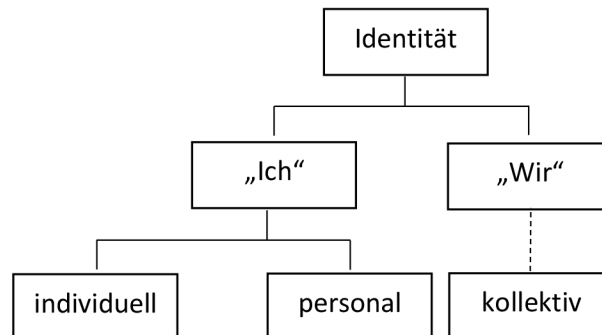 Identität
„Ich“
„Wir“
individuell
personal
kollektiv